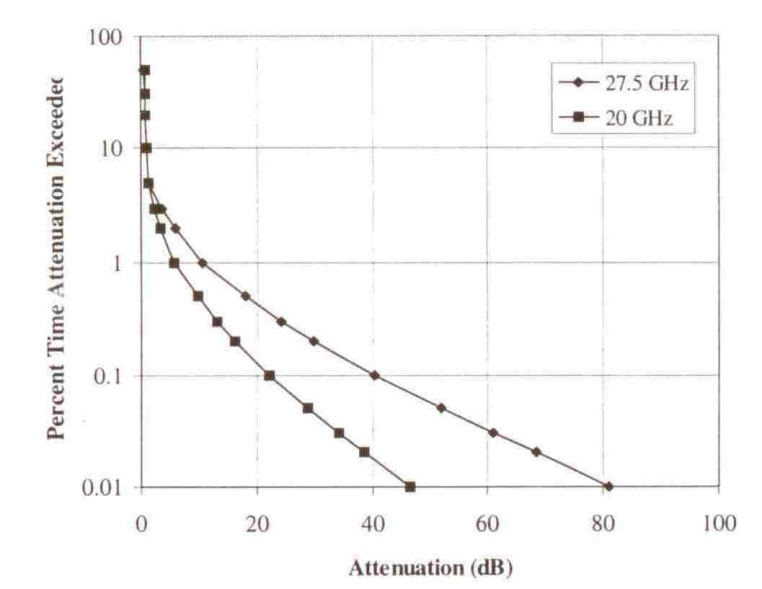 100
10
1
0.1
0.01
0
20
40
60
80
100
Percent Time Attenuation Exceeded
Attenuation (dB)
27.5 GHz
20 GHz